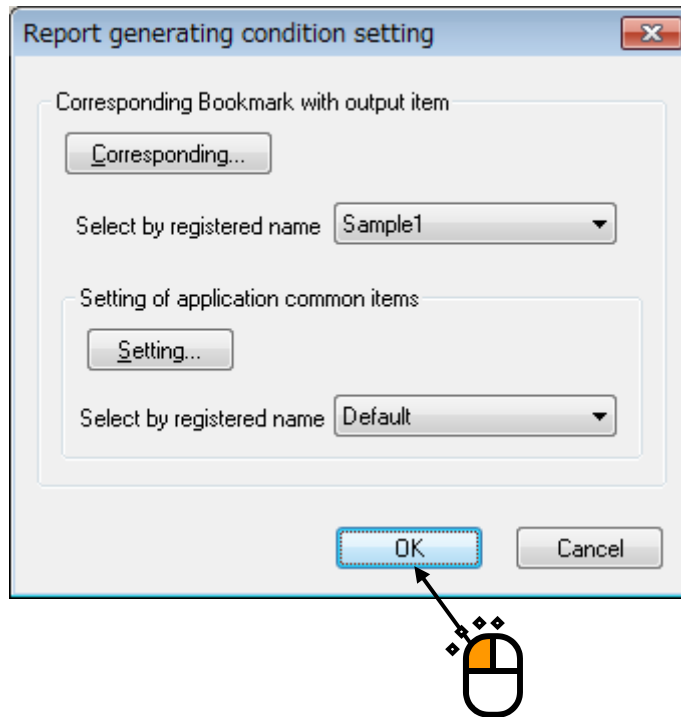 Report generating condition setting
Corresponding Bookmark with output item
Corresponding...
Select by registered name Sample1
Setting of application common items
Setting...
Select by registered name Default
OK Cancel